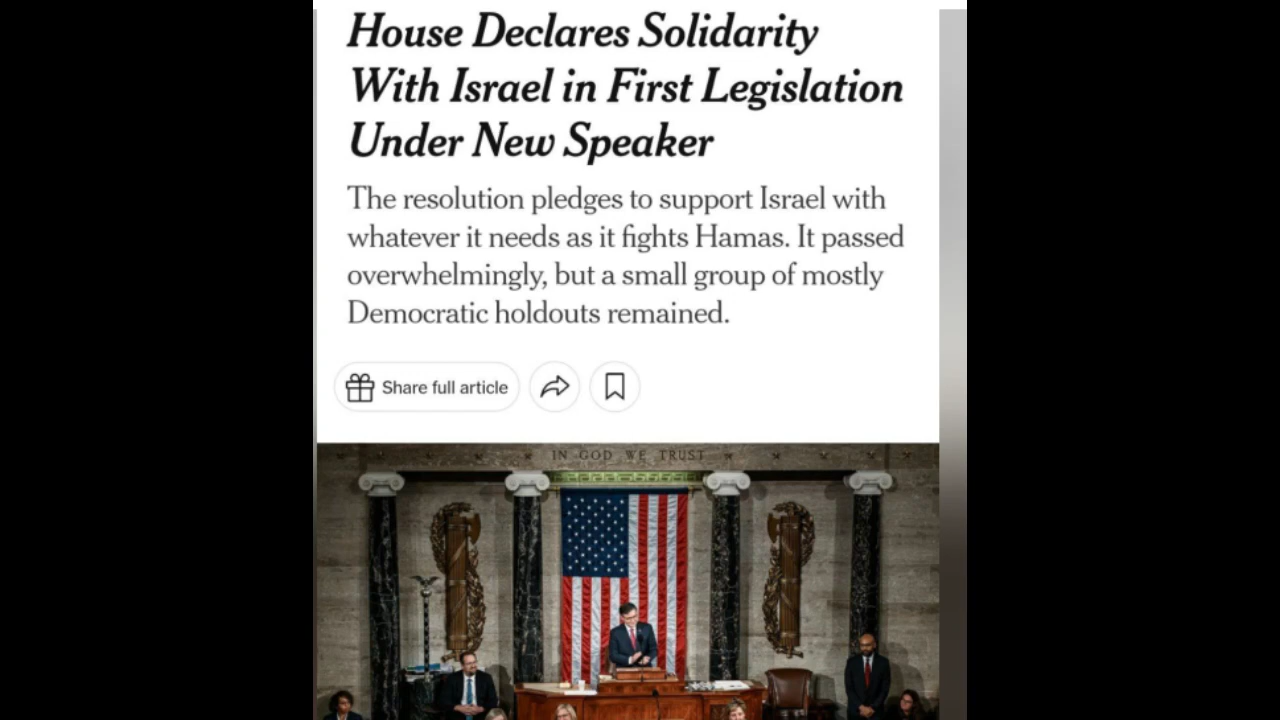 House Declares Solidarity
With Israel in First Legislation
Under New Speaker
The resolution pledges to support Israel with
whatever it needs as it fights Hamas. It passed
overwhelmingly, but a small group of mostly
Democratic holdouts remained.
Share full article
IN GOD WE TRUST